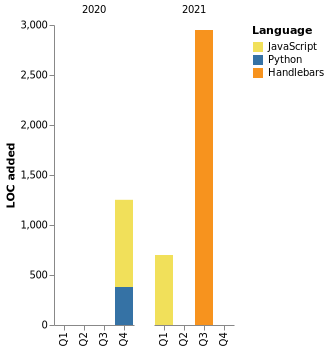 2020 2021
Language
JavaScript
Python
Handlebars
LOC added
3,000
2,500
2,000
1,500
1,000
500
0
Q1 Q2 Q3 Q4 Q1 Q2 Q3 Q4